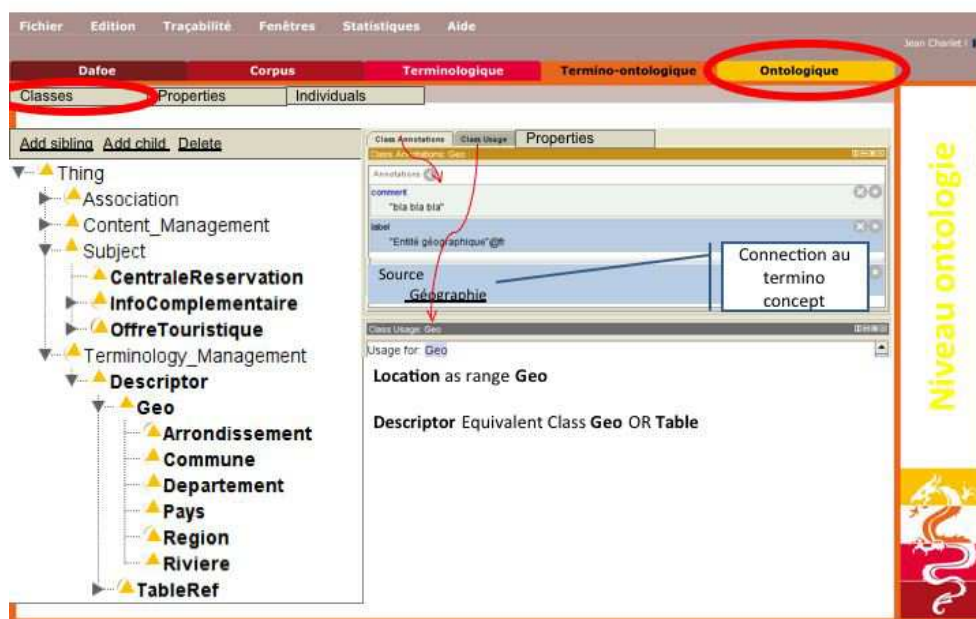 Fichier Edition Traçabilité Fenêtres Statistiques Aide
Jean Charlet
Dafoe Corpus Terminologique Termino-ontologique Ontologique
Classes Properties Individuals
Add sibling Add child Delete
Thing
Association
Content_Management
Subject
CentraleReservation
InfoComplementaire
OffreTouristique
Terminology_Management
Descriptor
Geo
Arrondissement
Commune
Departement
Pays
Region
Riviere
TableRef
Class Annotations Class Usage Properties
Class Annotations: Geo
Annotations
comment
"bla bla bla"
label
"Entité géographique"@fr
Source
Géographie
Connection au
termino
concept
Class Usage: Geo
Usage for: Geo
Location as range Geo
Descriptor Equivalent Class Geo OR Table
Niveau ontologie